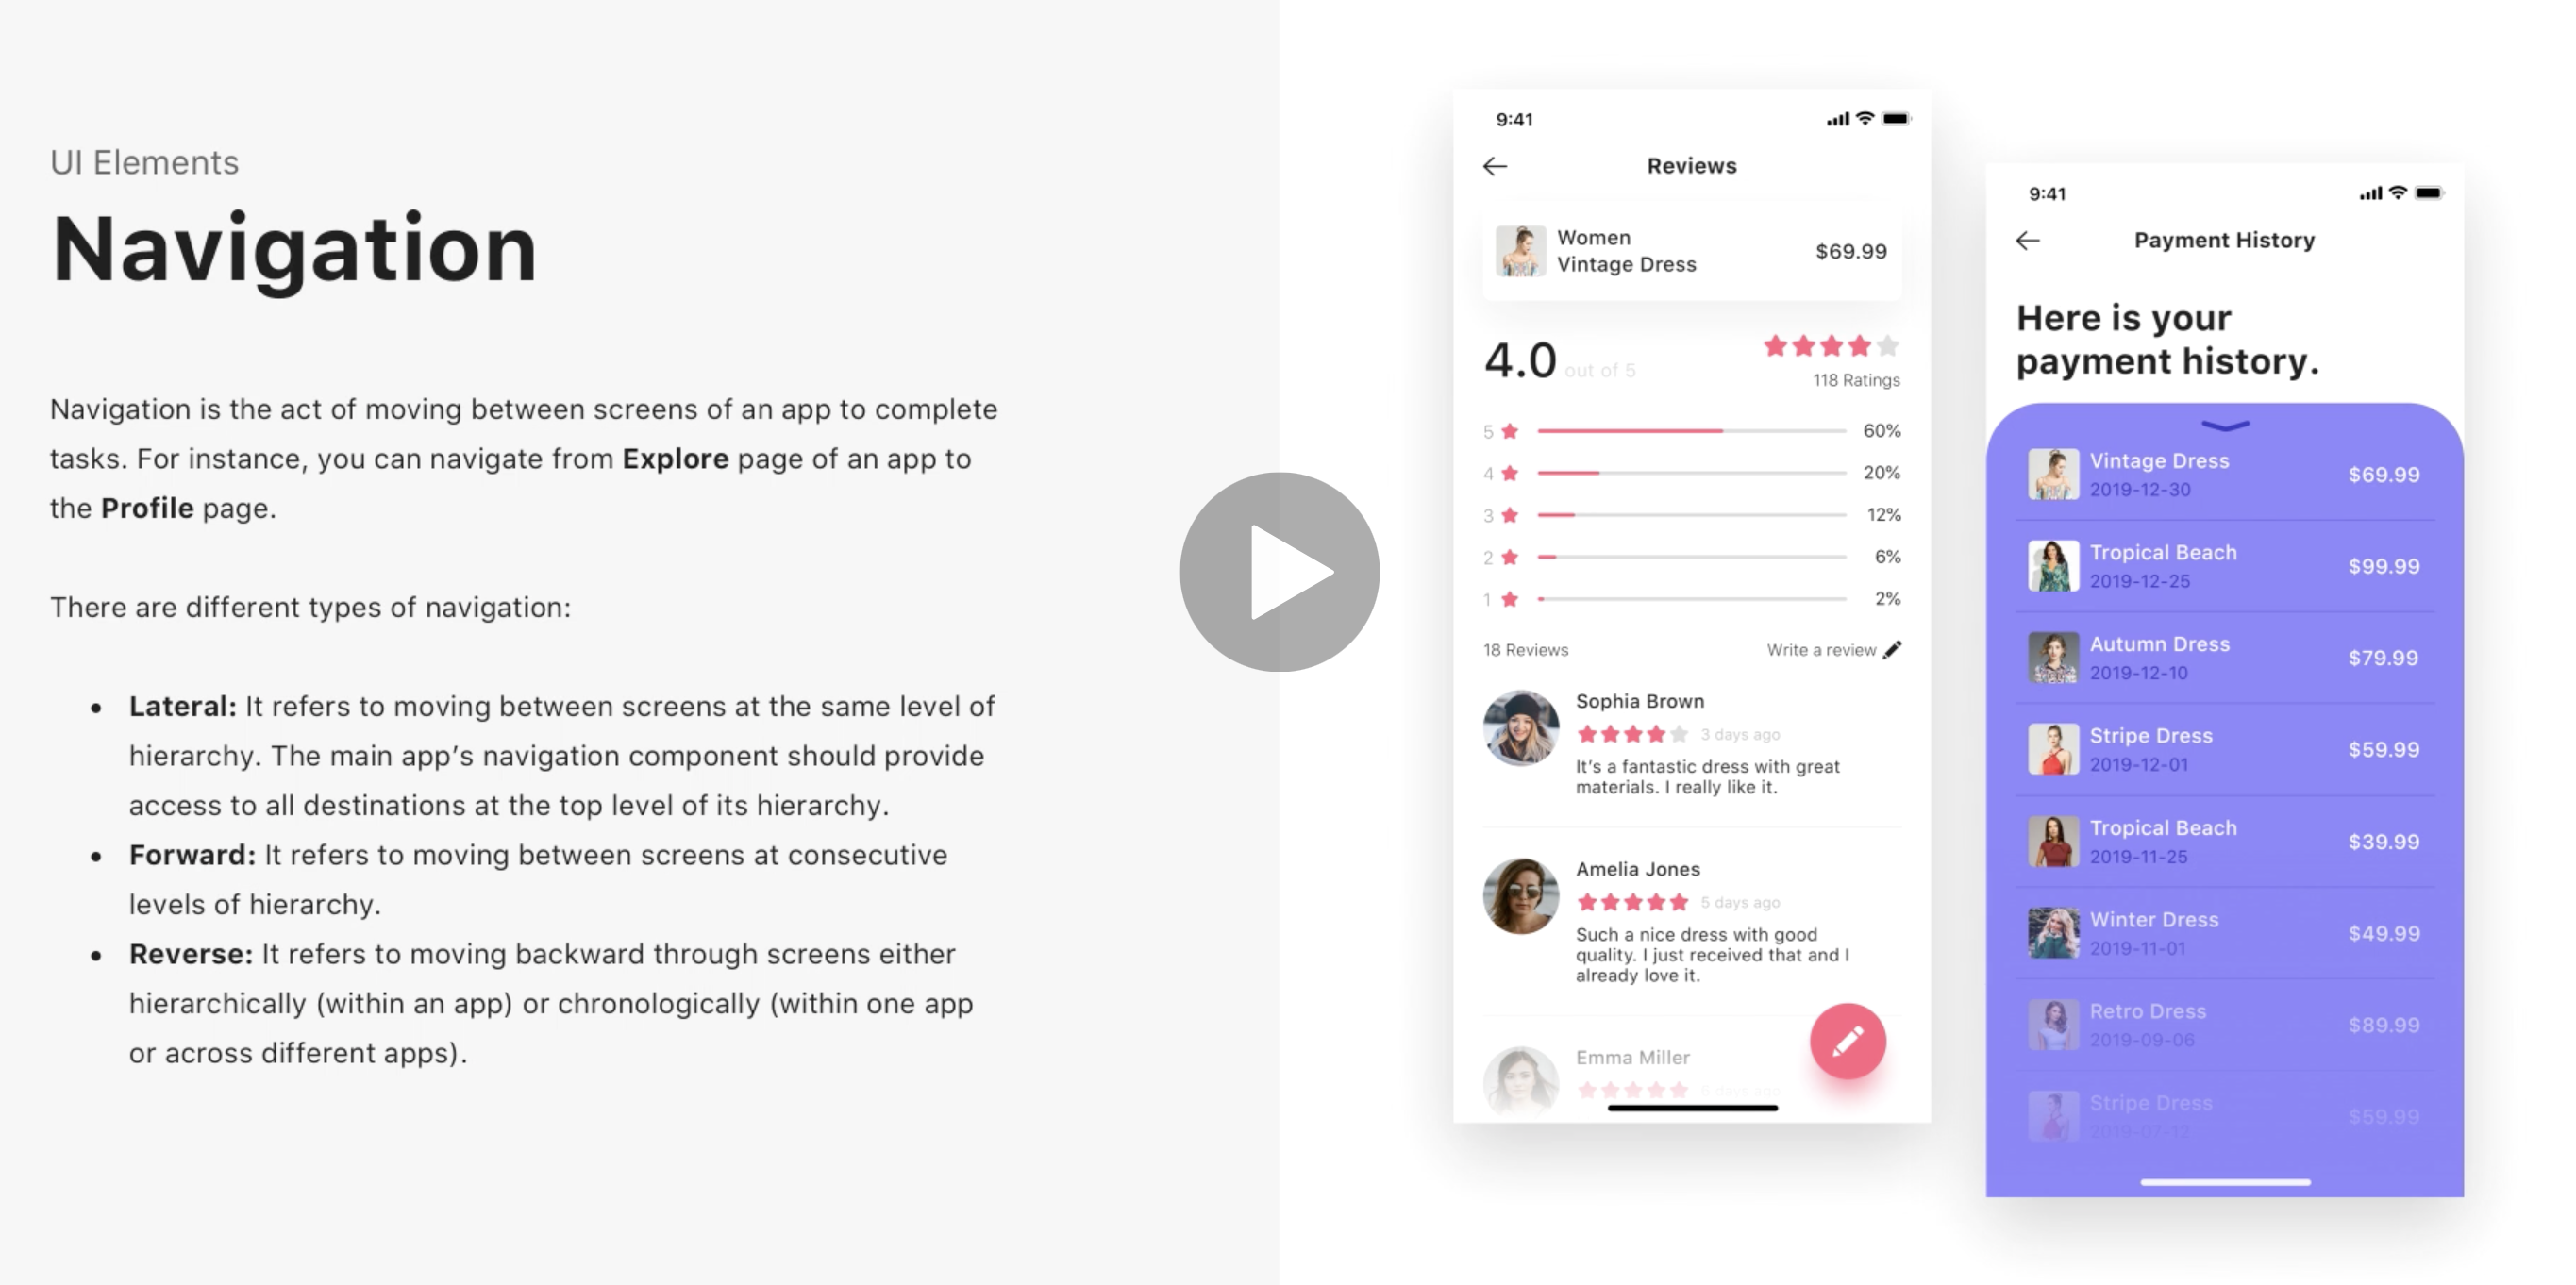 UI Elements
Navigation
Navigation is the act of moving between screens of an app to complete
tasks. For instance, you can navigate from Explore page of an app to
the Profile page.
There are different types of navigation:
• Lateral: It refers to moving between screens at the same level of
hierarchy. The main app’s navigation component should provide
access to all destinations at the top level of its hierarchy.
• Forward: It refers to moving between screens at consecutive
levels of hierarchy.
• Reverse: It refers to moving backward through screens either
hierarchically (within an app) or chronologically (within one app
or across different apps).
9:41
Reviews
Women
Vintage Dress
$69.99
4.0 out of 5
118 Ratings
5 60%
4 20%
3 12%
2 6%
1 2%
18 Reviews
Write a review
Sophia Brown
3 days ago
It’s a fantastic dress with great
materials. I really like it.
Amelia Jones
5 days ago
Such a nice dress with good
quality. I just received that and I
already love it.
Emma Miller
5 days ago
9:41
Payment History
Here is your
payment history.
Vintage Dress
2019-12-30
$69.99
Tropical Beach
2019-12-25
$99.99
Autumn Dress
2019-12-10
$79.99
Stripe Dress
2019-12-01
$59.99
Tropical Beach
2019-11-25
$39.99
Winter Dress
2019-11-01
$49.99
Retro Dress
2019-09-06
$89.99
Stripe Dress
2019-07-12
$59.99